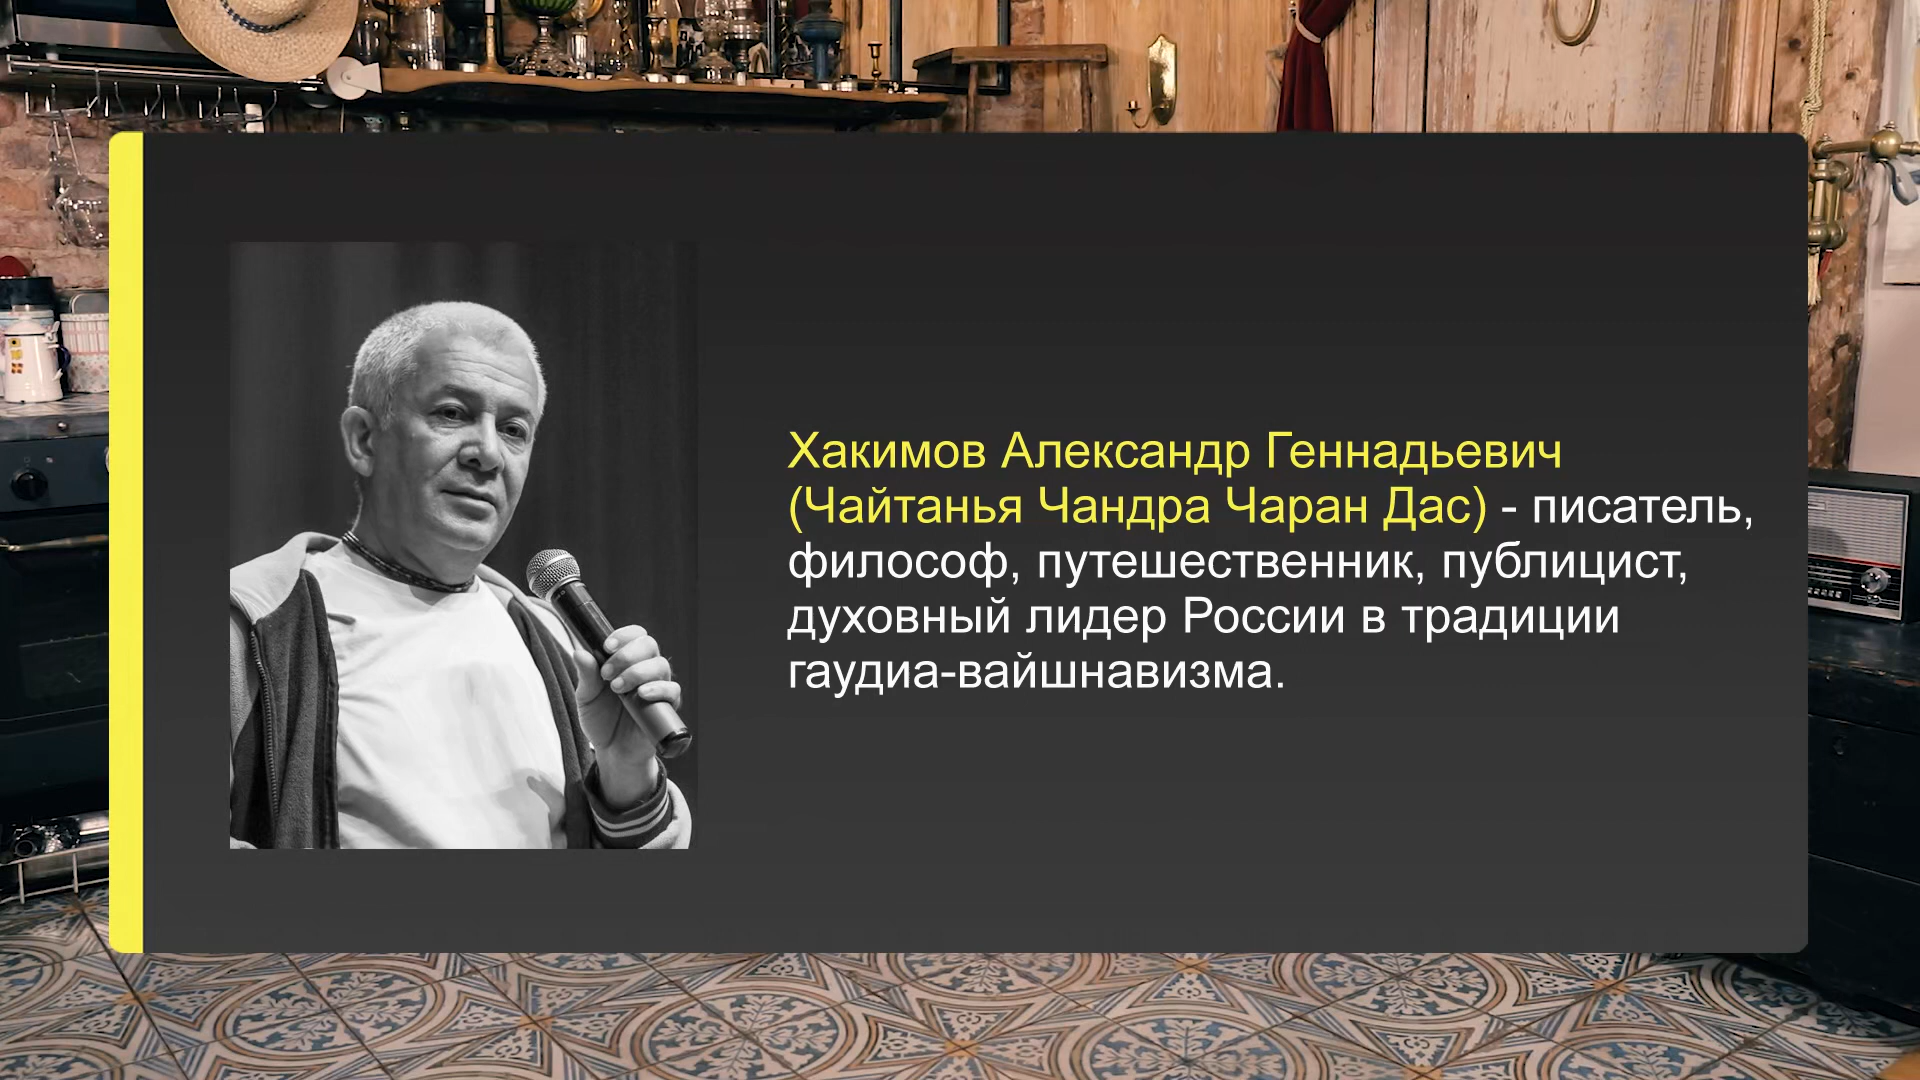 Хакимов Александр Геннадьевич
(Чайтанья Чандра Чаран Дас) - писатель,
философ, путешественник, публицист,
духовный лидер России в традиции
гаудиа-вайшнавизма.